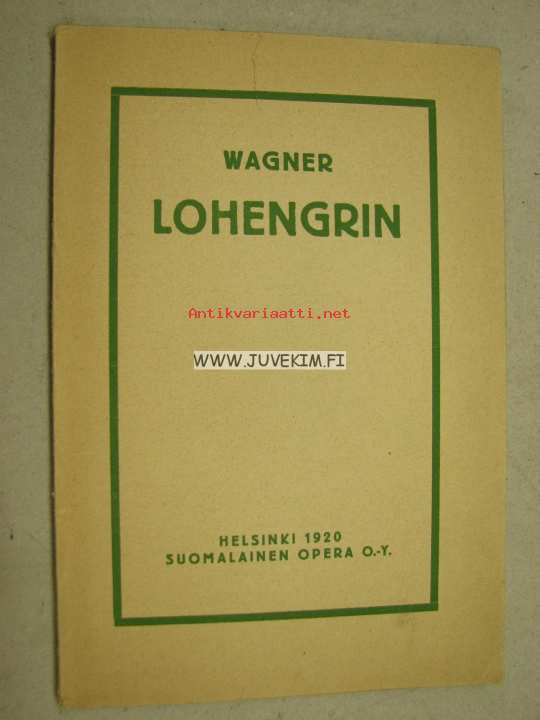 WAGNER
LOHENGRIN
Antikvariaatti.net
WWW.JUVEKIM.FI
HELSINKI 1920
SUOMALAINEN OPERA O.-Y.